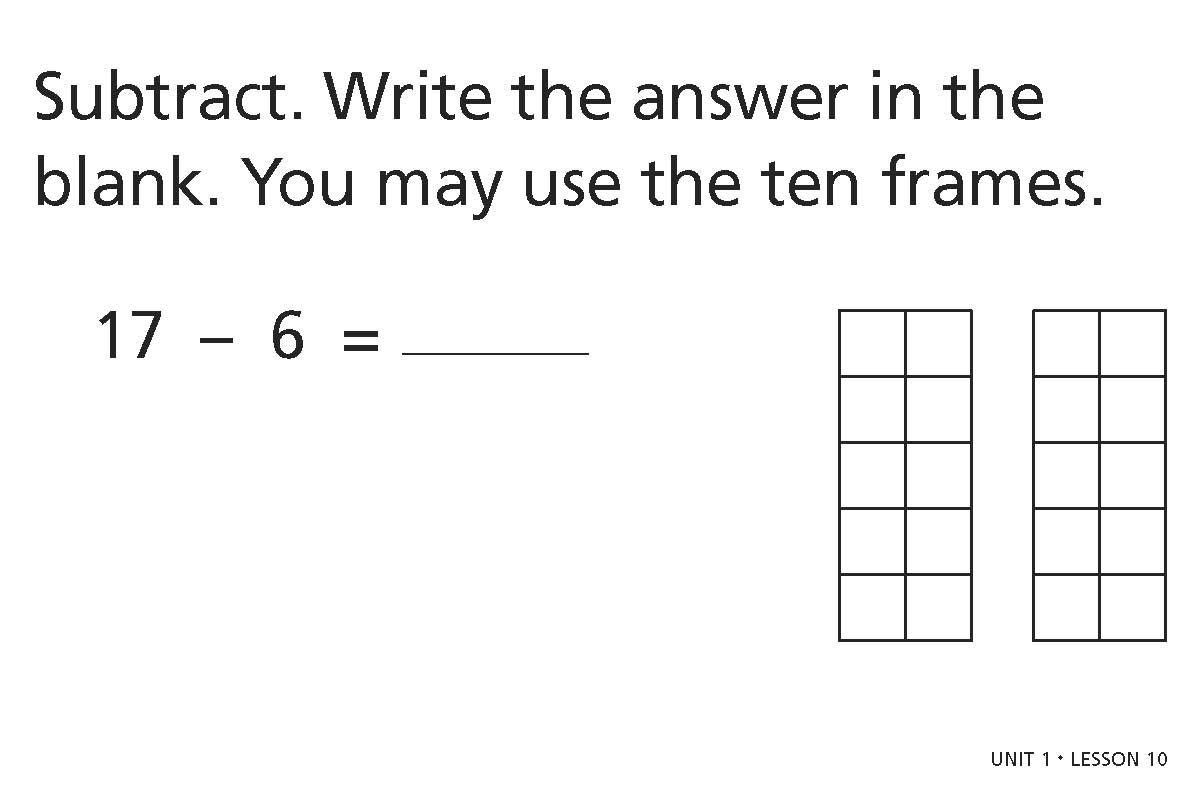 Subtract. Write the answer in the
blank. You may use the ten frames.
17 – 6 = ______
UNIT 1 • LESSON 10